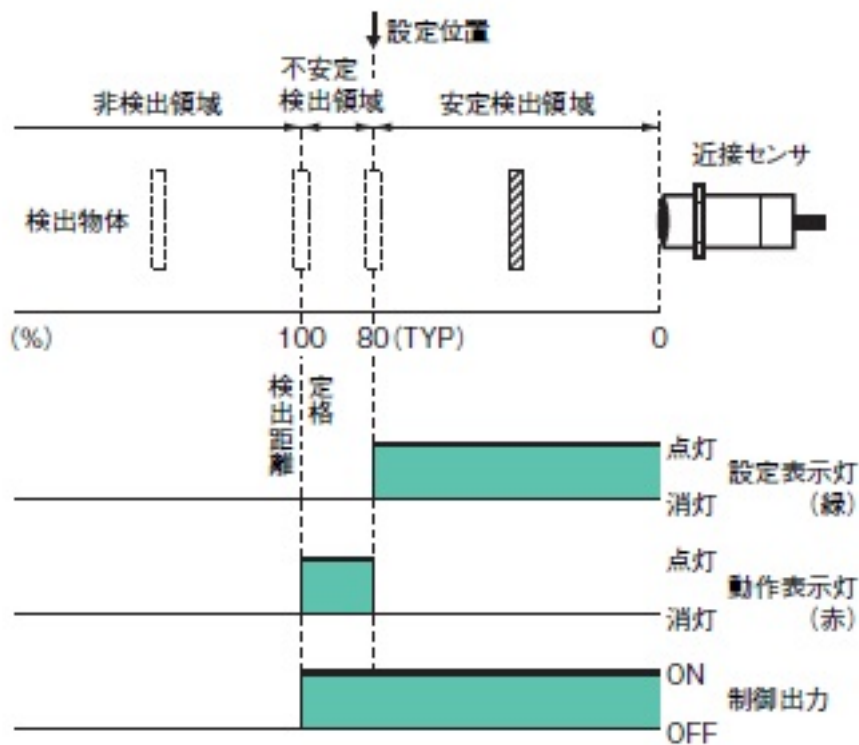 設定位置
不安定
非検出領域 検出領域 安定検出領域
近接センサ
検出物体
(%) 100 80(TYP) 0
定格
検出距離
点灯
設定表示灯
消灯 (緑)
点灯
動作表示灯
消灯 (赤)
ON
制御出力
OFF